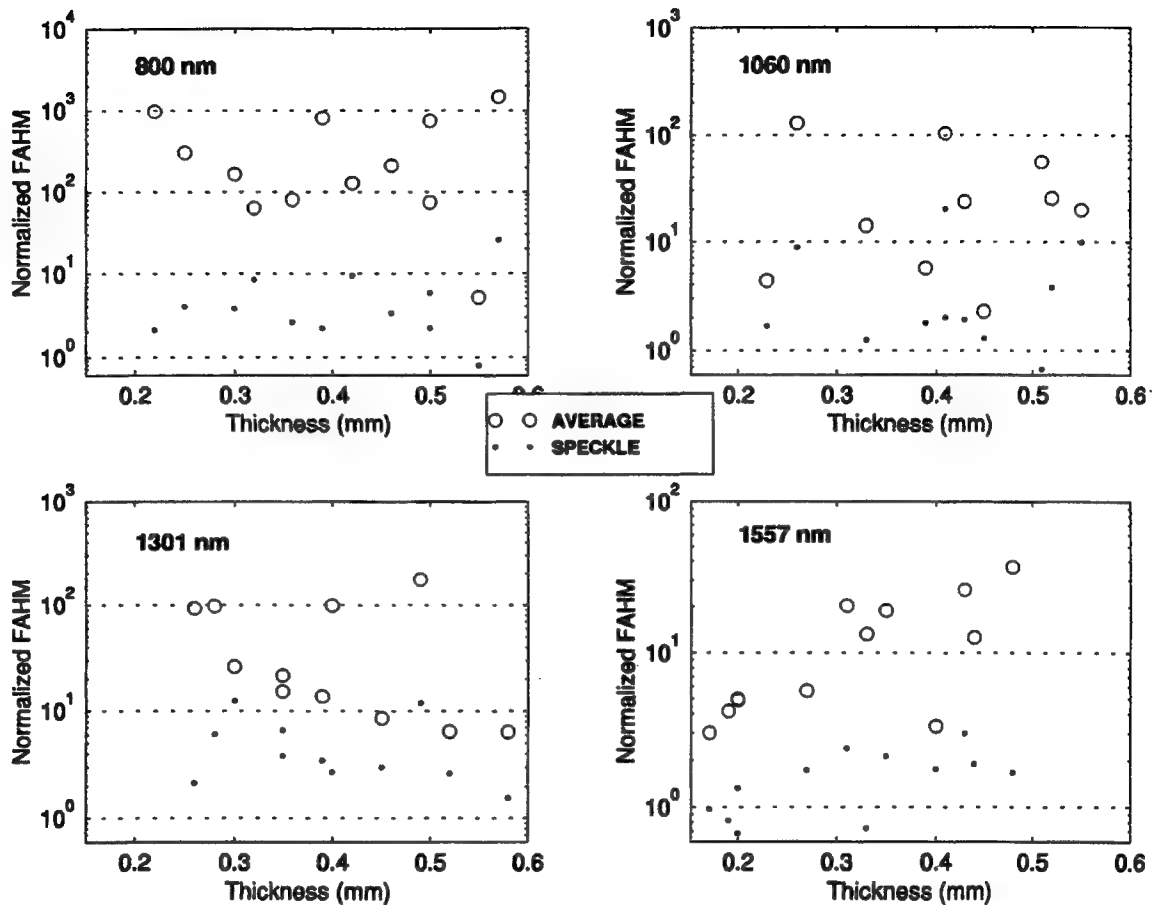 800 nm
10^4
10^3
10^2
10^1
10^0
Normalized FAHM
0.2 0.3 0.4 0.5 0.6
Thickness (mm)
1060 nm
10^3
10^2
10^1
10^0
Normalized FAHM
0.2 0.3 0.4 0.5 0.6
Thickness (mm)
AVERAGE
SPECKLE
1301 nm
10^3
10^2
10^1
10^0
Normalized FAHM
0.2 0.3 0.4 0.5 0.6
Thickness (mm)
1557 nm
10^2
10^1
10^0
Normalized FAHM
0.2 0.3 0.4 0.5 0.6
Thickness (mm)